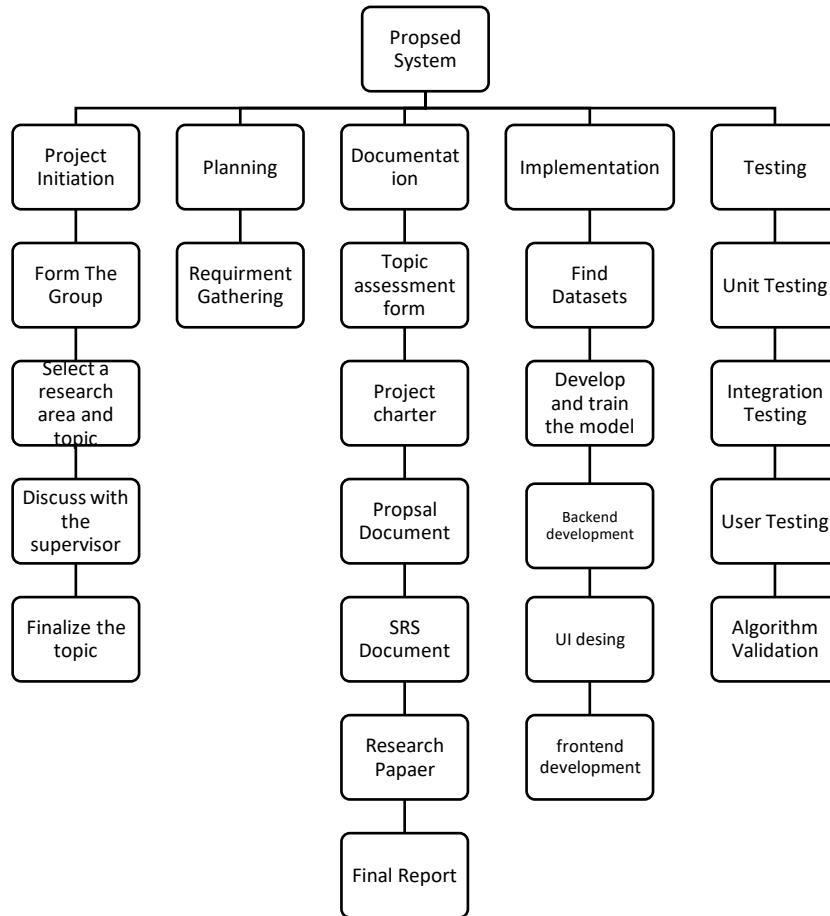 Propsed
System
Project
Initiation
Planning
Documentat
ion
Implementation
Testing
Form The
Group
Requirment
Gathering
Topic
assessment
form
Find
Datasets
Unit Testing
Select a
research
area and
topic
Project
charter
Develop
and train
the model
Integration
Testing
Discuss with
the
supervisor
Propsal
Document
Backend
development
User Testing
Finalize the
topic
SRS
Document
UI desing
Algorithm
Validation
Research
Papaer
frontend
development
Final Report